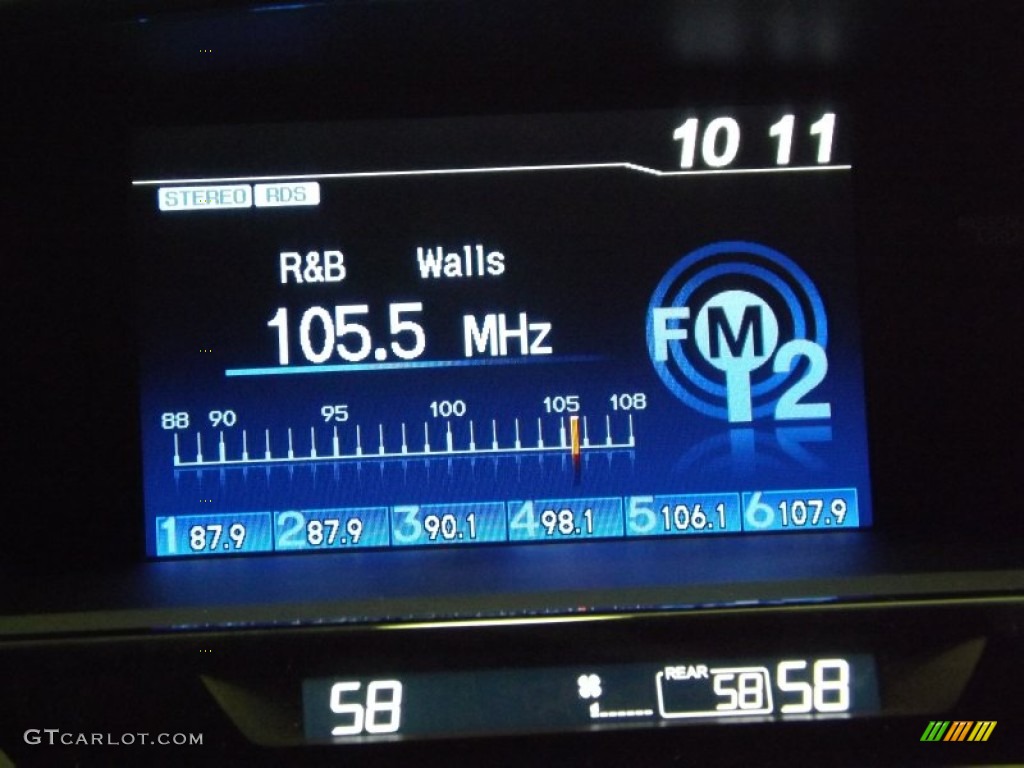 10 11
STEREO RDS
R&B Walls
105.5 MHz
FM2
88 90 95 100 105 108
1 87.9 2 87.9 3 90.1 4 98.1 5 106.1 6 107.9
58 1 REAR 58 58
GTCARLOT.COM